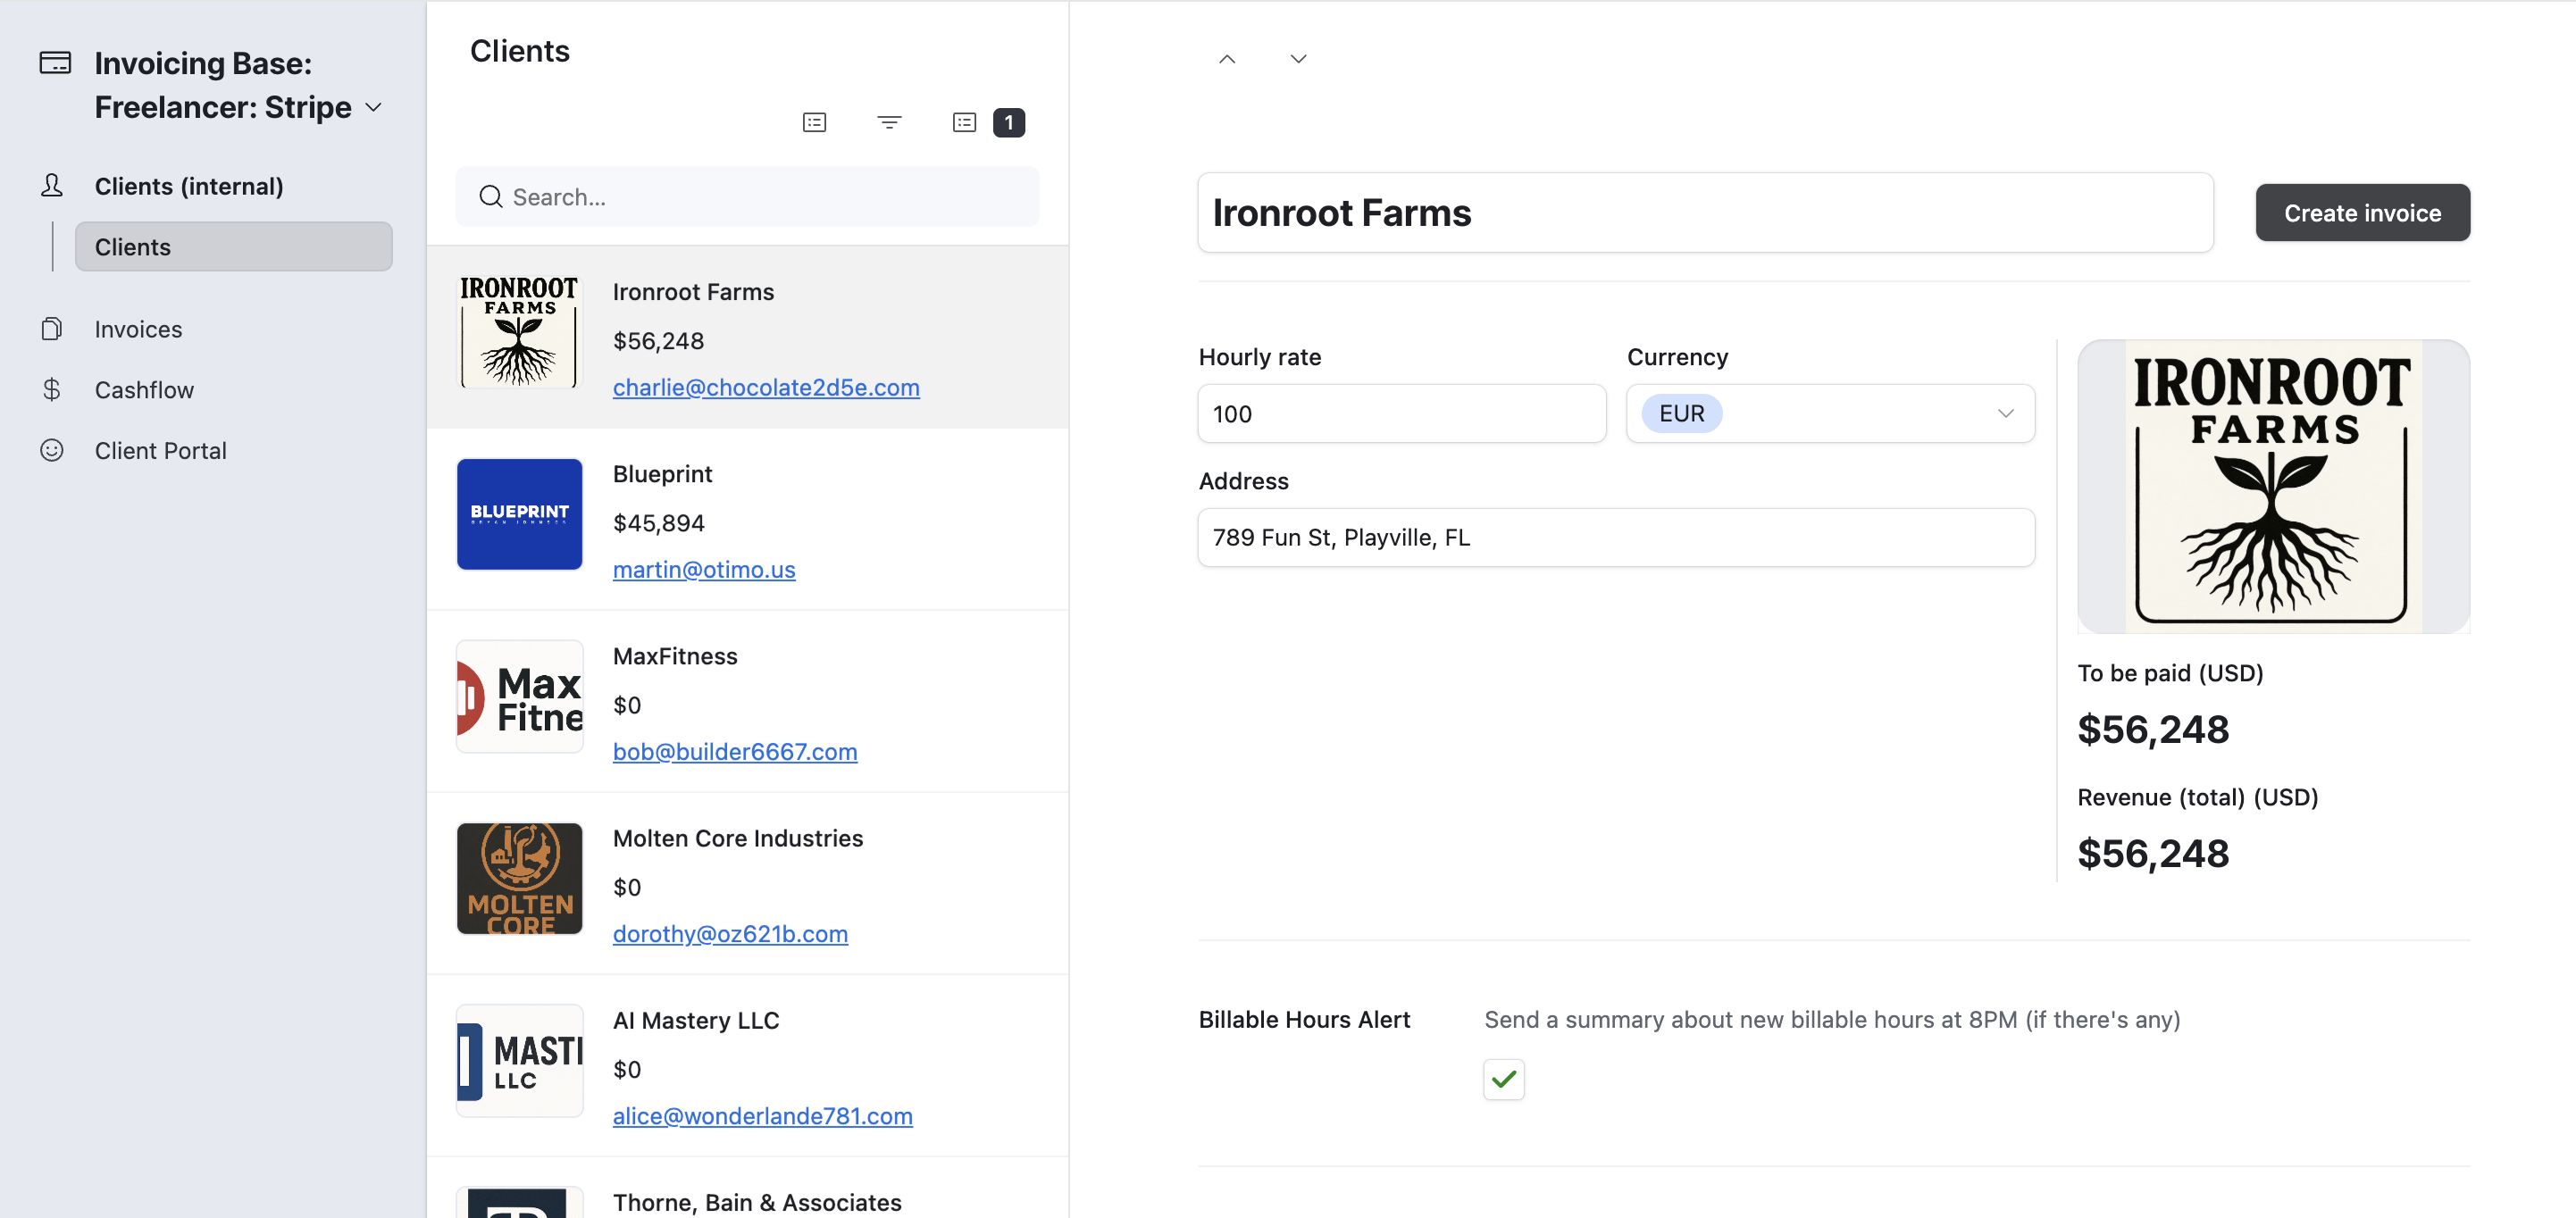 Invoicing Base:
Freelancer: Stripe
Clients (internal)
Clients
Invoices
Cashflow
Client Portal
Clients
1
Search...
IRONROOT
FARMS
Ironroot Farms
$56,248
charlie@chocolate2d5e.com
BLUEPRINT
BRYAN JOHNSON
Blueprint
$45,894
martin@otimo.us
Max
Fitne
MaxFitness
$0
bob@builder6667.com
MOLTEN
CORE
Molten Core Industries
$0
dorothy@oz621b.com
MASTI
LLC
AI Mastery LLC
$0
alice@wonderlande781.com
Thorne, Bain & Associates
Ironroot Farms
Create invoice
Hourly rate
100
Currency
EUR
Address
789 Fun St, Playville, FL
IRONROOT
FARMS
To be paid (USD)
$56,248
Revenue (total) (USD)
$56,248
Billable Hours Alert
Send a summary about new billable hours at 8PM (if there's any)